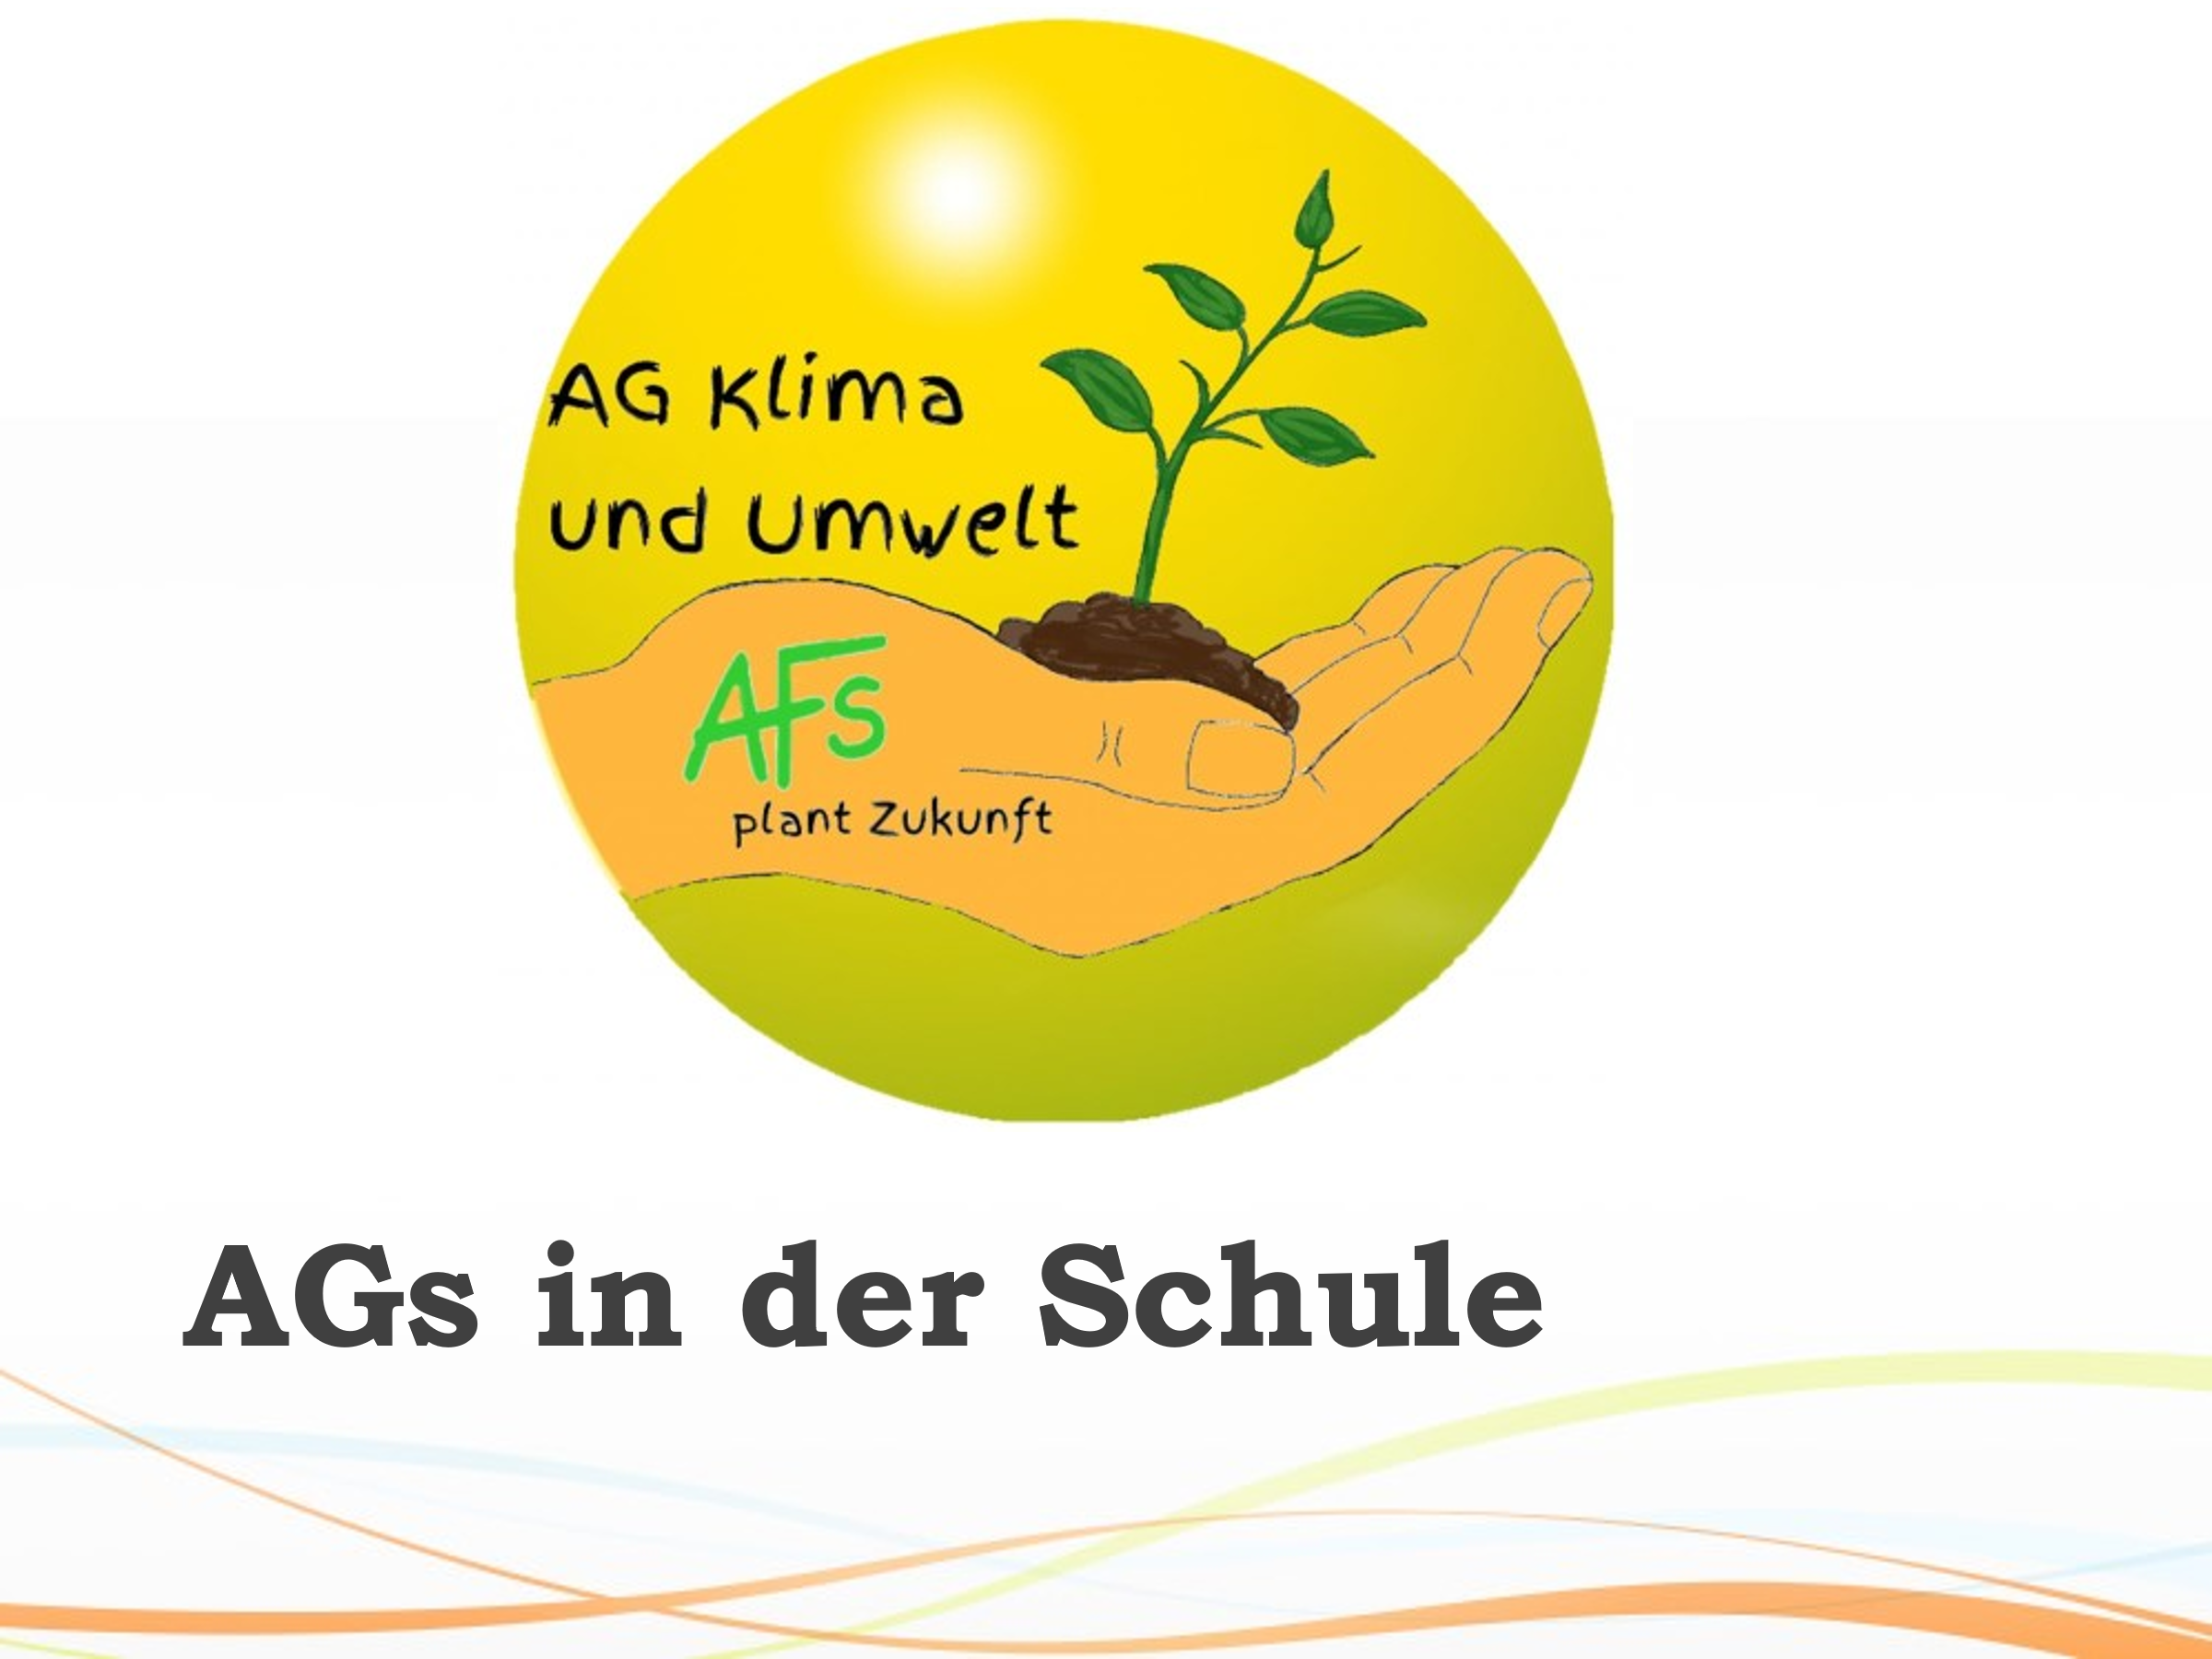 AG Klima
und Umwelt
AFS
plant Zukunft
AGs in der Schule